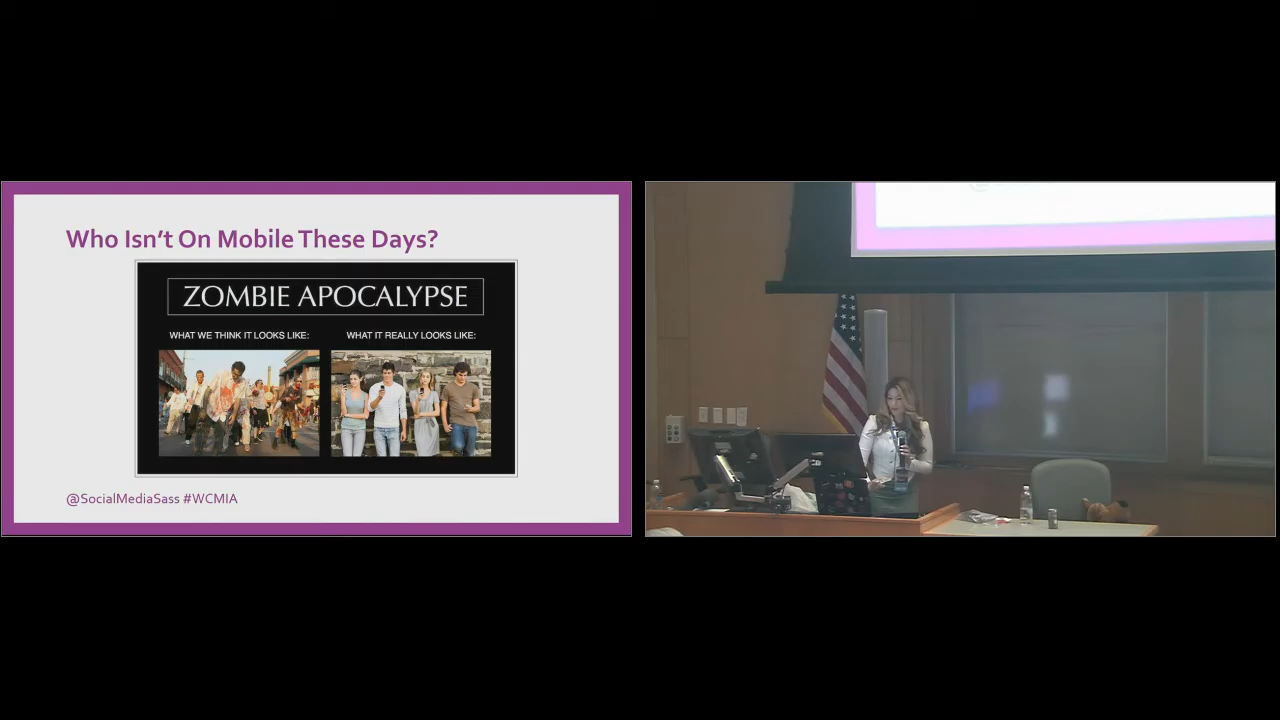 Who Isn't On Mobile These Days?
ZOMBIE APOCALYPSE
WHAT WE THINK IT LOOKS LIKE:
WHAT IT REALLY LOOKS LIKE:
@SocialMediaSass #WCMIA